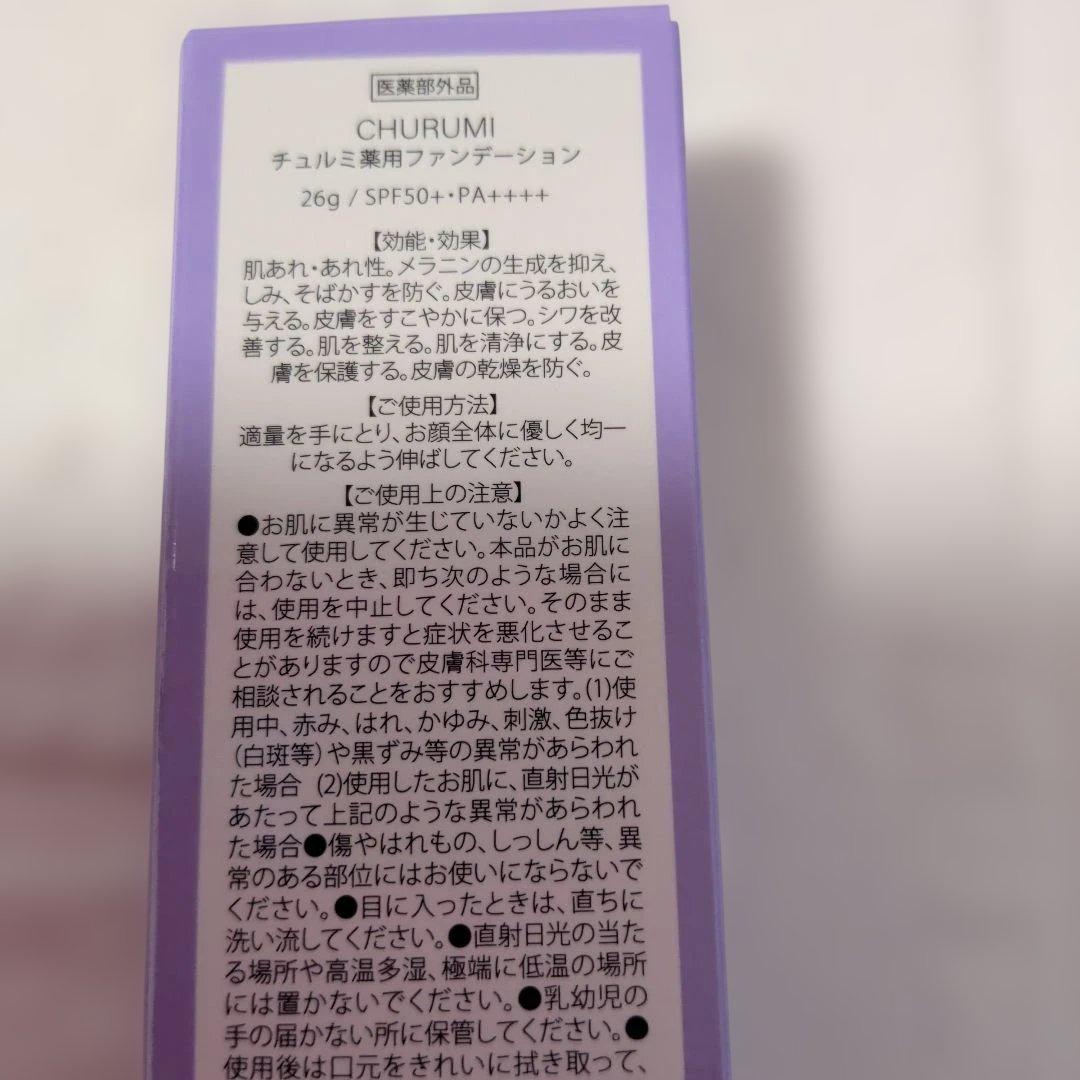 医薬部外品
CHURUMI
チュルミ薬用ファンデーション
26g / SPF50+・PA++++
【効能・効果】
肌あれ・あれ性。メラニンの生成を抑え、
しみ、そばかすを防ぐ。皮膚にうるおいを
与える。皮膚をすこやかに保つ。シワを改
善する。肌を整える。肌を清浄にする。皮
膚を保護する。皮膚の乾燥を防ぐ。
【ご使用方法】
適量を手にとり、お顔全体に優しく均一
になるよう伸ばしてください。
【ご使用上の注意】
●お肌に異常が生じていないかよく注
意して使用してください。本品がお肌に
合わないとき、即ち次のような場合に
は、使用を中止してください。そのまま
使用を続けますと症状を悪化させるこ
とがありますので皮膚科専門医等にご
相談されることをおすすめします。(1)使
用中、赤み、はれ、かゆみ、刺激、色抜け
（白斑等）や黒ずみ等の異常があらわれ
た場合 (2)使用したお肌に、直射日光が
あたって上記のような異常があらわれ
た場合●傷やはれもの、しっしん等、異
常のある部位にはお使いにならないで
ください。●目に入ったときは、直ちに
洗い流してください。●直射日光の当た
る場所や高温多湿、極端に低温の場所
には置かないでください。●乳幼児の
手の届かない所に保管してください。●
使用後は口元をきれいに拭き取って、